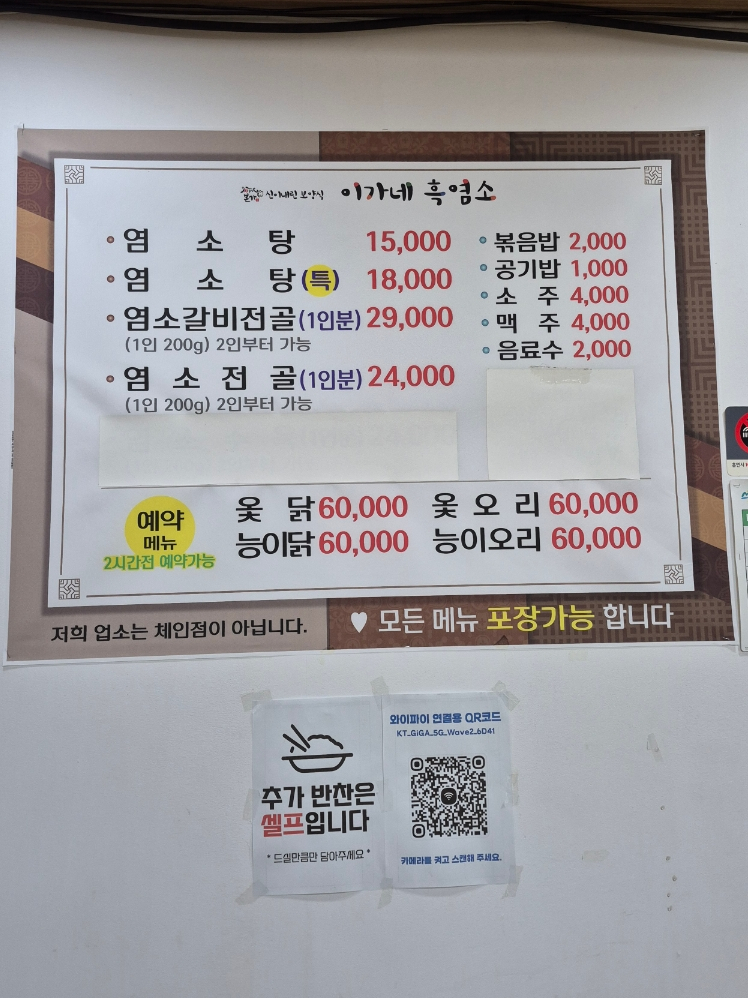 신이내린 보약식 이가네 흑염소
염 소 탕 15,000
염 소 탕(특) 18,000
염소갈비전골(1인분) 29,000
(1인 200g) 2인부터 가능
염 소 전 골(1인분) 24,000
(1인 200g) 2인부터 가능
볶음밥 2,000
공기밥 1,000
소 주 4,000
맥 주 4,000
음료수 2,000
예약
메뉴
2시간전 예약가능
옻 닭 60,000 옻 오 리 60,000
능이닭 60,000 능이오리 60,000
저희 업소는 체인점이 아닙니다.
♥ 모든 메뉴 포장가능 합니다
추가 반찬은
셀프입니다
* 드실만큼만 담아주세요 *
와이파이 연결용 QR코드
KT_GiGA_5G_Wave2_6D41
카메라를 켜고 스캔해 주세요.